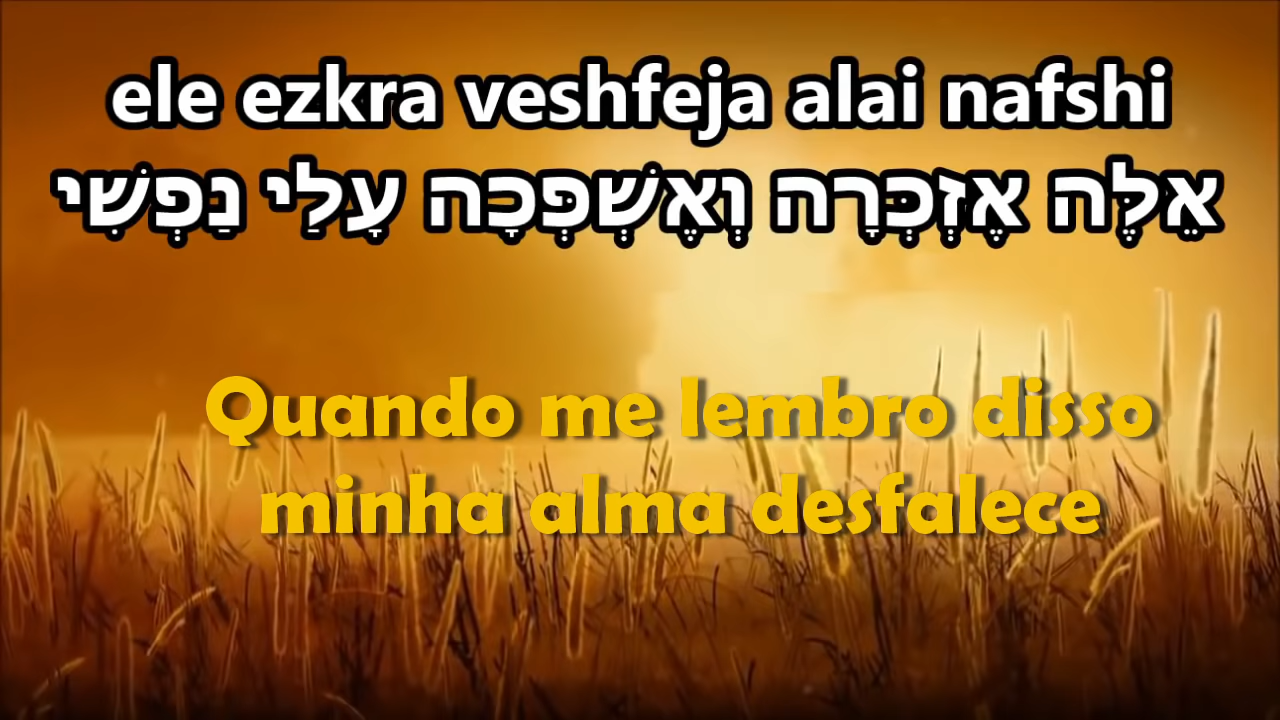 ele ezkra veshfeja alai nafshi
אֵלֶּה אֶזְכְּרָה וְאֶשְׁפְּכָה עָלַי נַפְשִׁי
Quando me lembro disso
minha alma desfalece